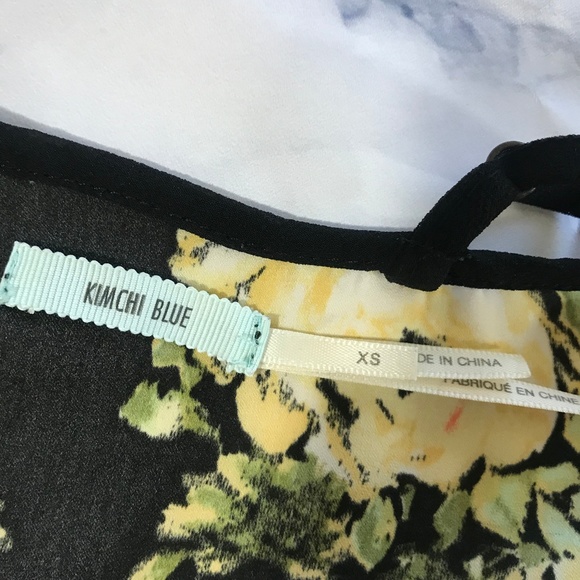 KIMCHI BLUE
XS
DE IN CHINA
FABRIQUÉ EN CHINE